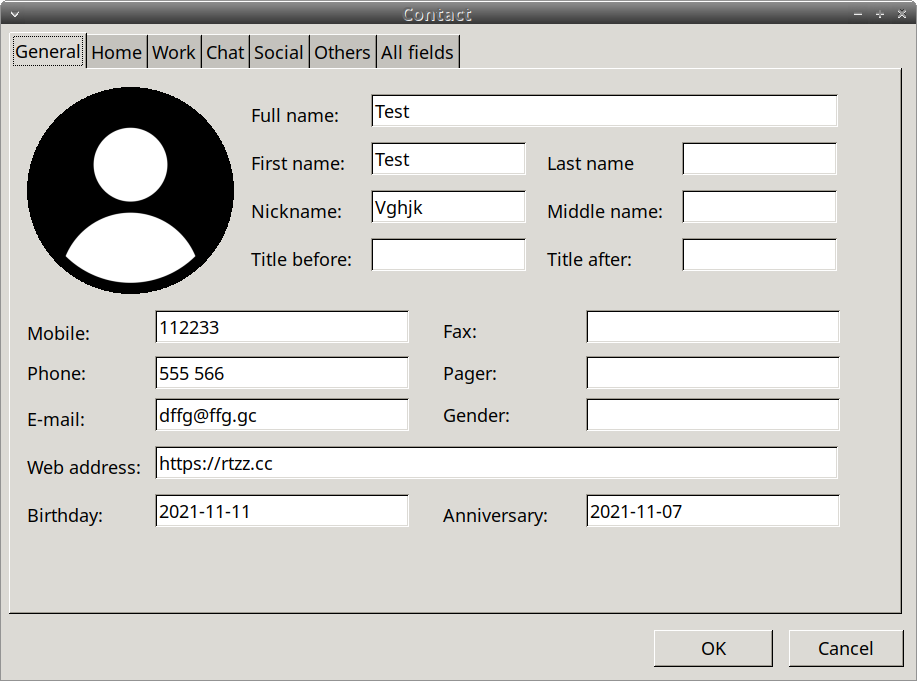 Contact
General Home Work Chat Social Others All fields
Full name: Test
First name: Test Last name
Nickname: Vghjk Middle name:
Title before: Title after:
Mobile: 112233 Fax:
Phone: 555 566 Pager:
E-mail: dffg@ffg.gc Gender:
Web address: https://rtzz.cc
Birthday: 2021-11-11 Anniversary: 2021-11-07
OK Cancel